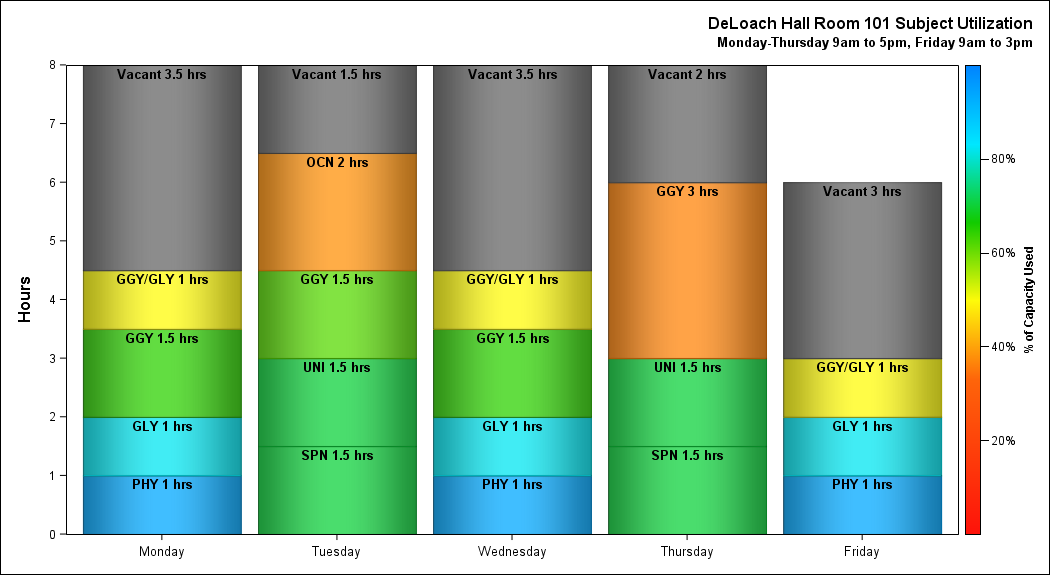 DeLoach Hall Room 101 Subject Utilization
Monday-Thursday 9am to 5pm, Friday 9am to 3pm
Hours
8
7
6
5
4
3
2
1
0
Vacant 3.5 hrs
GGY/GLY 1 hrs
GGY 1.5 hrs
GLY 1 hrs
PHY 1 hrs
Monday
Vacant 1.5 hrs
OCN 2 hrs
GGY 1.5 hrs
UNI 1.5 hrs
SPN 1.5 hrs
Tuesday
Vacant 3.5 hrs
GGY/GLY 1 hrs
GGY 1.5 hrs
GLY 1 hrs
PHY 1 hrs
Wednesday
Vacant 2 hrs
GGY 3 hrs
UNI 1.5 hrs
SPN 1.5 hrs
Thursday
Vacant 3 hrs
GGY/GLY 1 hrs
GLY 1 hrs
PHY 1 hrs
Friday
80%
60%
40%
20%
% of Capacity Used